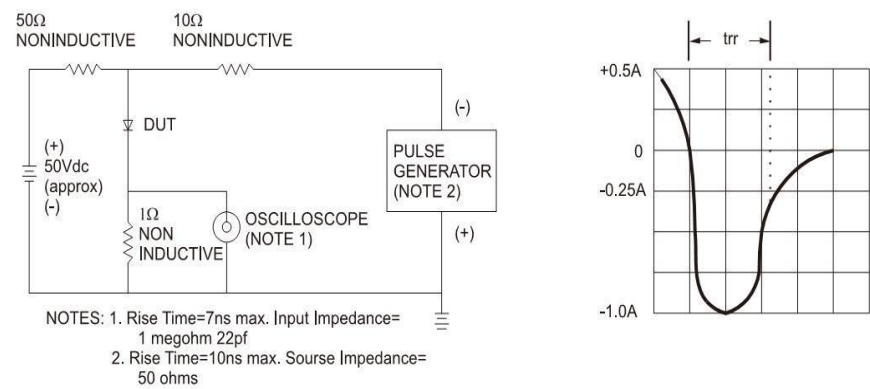 50Ω
NONINDUCTIVE
10Ω
NONINDUCTIVE
DUT
(+)
50Vdc
(approx)
(-)
1Ω
NON
INDUCTIVE
OSCILLOSCOPE
(NOTE 1)
(-)
PULSE
GENERATOR
(NOTE 2)
(+)
NOTES: 1. Rise Time=7ns max. Input Impedance=
1 megohm 22pf
2. Rise Time=10ns max. Sourse Impedance=
50 ohms
trr
+0.5A
0
-0.25A
-1.0A